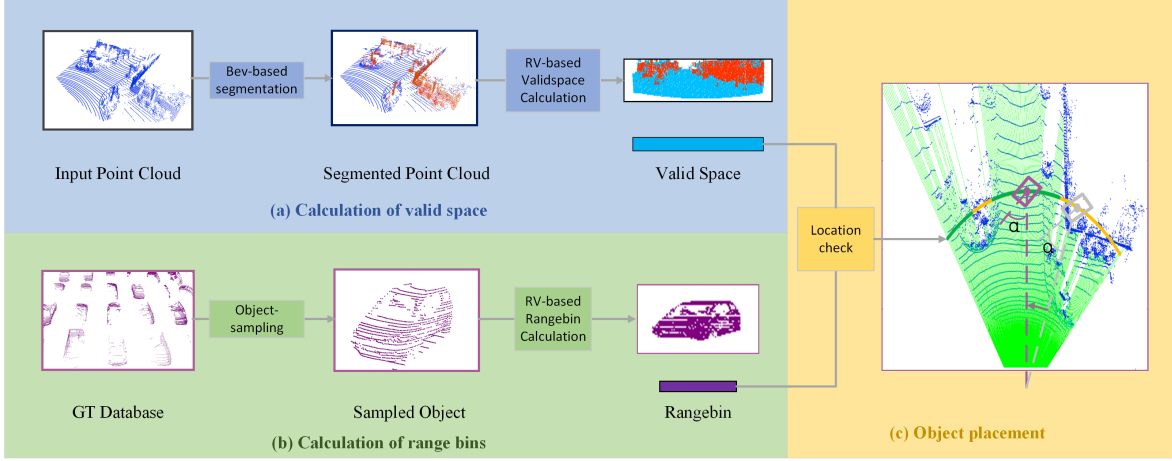 Bev-based
segmentation
RV-based
Validspace
Calculation
Input Point Cloud
Segmented Point Cloud
Valid Space
(a) Calculation of valid space
Object-
sampling
RV-based
Rangebin
Calculation
GT Database
Sampled Object
Rangebin
(b) Calculation of range bins
Location
check
α
α
(c) Object placement